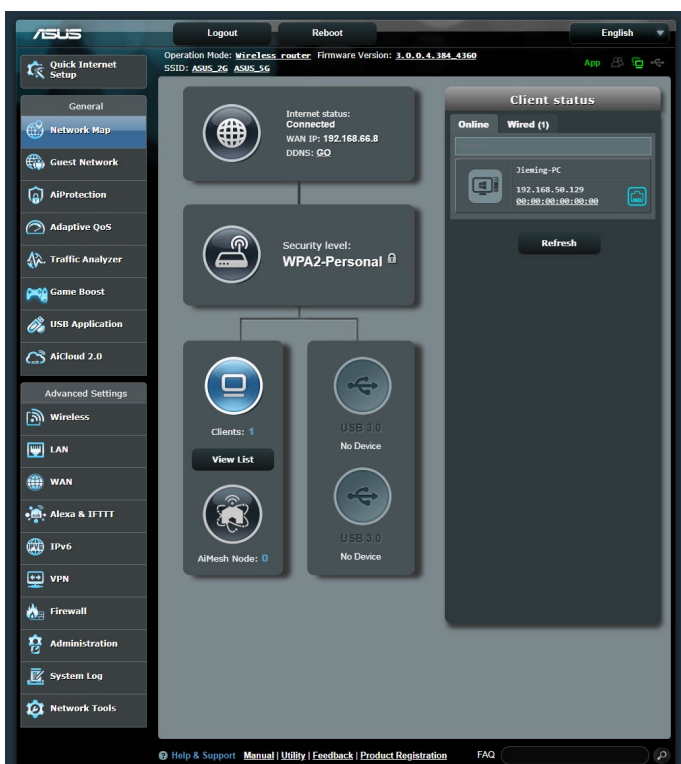 ASUS
Logout
Reboot
English
Quick Internet
Setup
Operation Mode: Wireless router Firmware Version: 3.0.0.4.384_4360
SSID: ASUS_2G ASUS_5G
App
General
Network Map
Guest Network
AiProtection
Adaptive QoS
Traffic Analyzer
Game Boost
USB Application
AiCloud 2.0
Advanced Settings
Wireless
LAN
WAN
Alexa & IFTTT
IPv6
VPN
Firewall
Administration
System Log
Network Tools
Internet status:
Connected
WAN IP: 192.168.66.8
DDNS: GO
Security level:
WPA2-Personal
Clients: 1
View List
AiMesh Node: 0
USB 3.0
No Device
USB 3.0
No Device
Client status
Online Wired (1)
Jieming-PC
192.168.50.129
00:00:00:00:00:00
Refresh
Help & Support Manual | Utility | Feedback | Product Registration FAQ